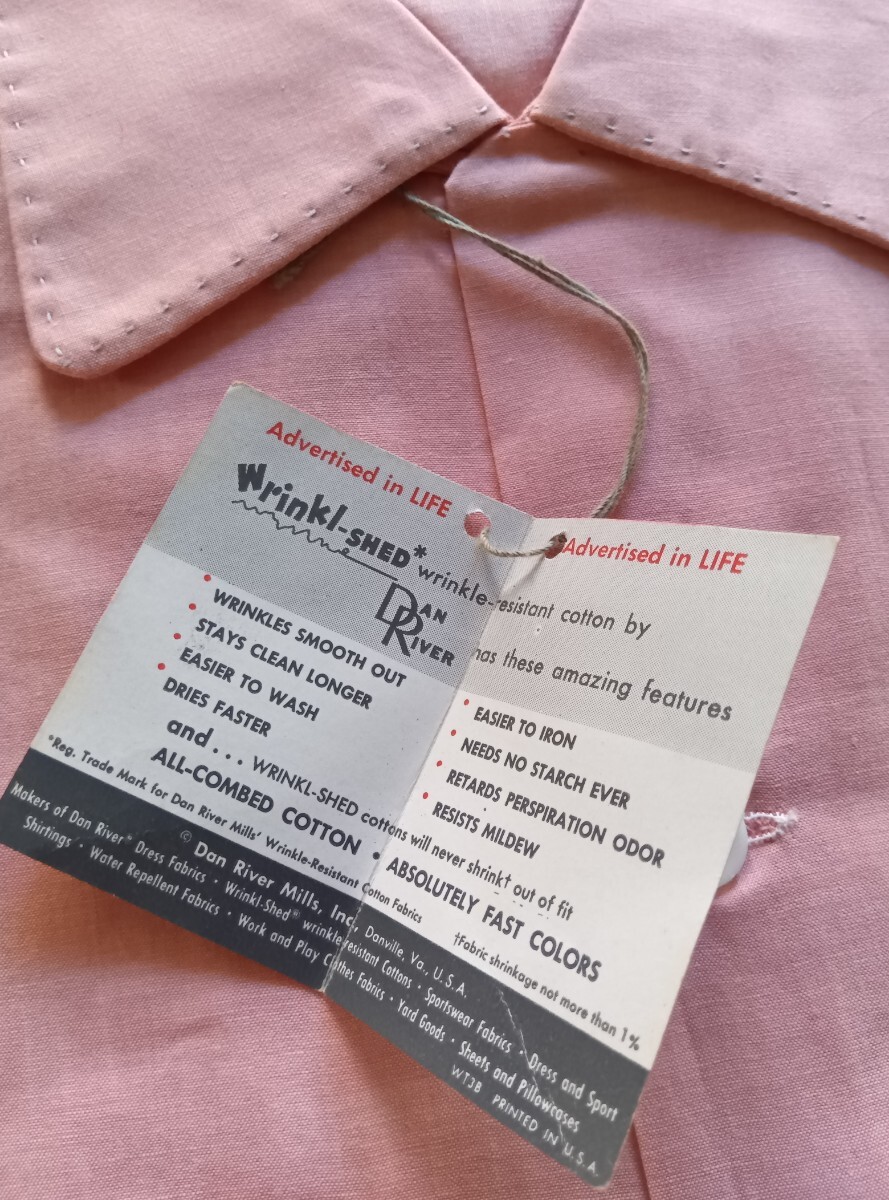 Advertised in LIFE Advertised in LIFE
Wrinkl-SHED* wrinkle-resistant cotton by
DAN RIVER has these amazing features
• WRINKLES SMOOTH OUT
• STAYS CLEAN LONGER
• EASIER TO WASH
• DRIES FASTER
• EASIER TO IRON
• NEEDS NO STARCH EVER
• RETARDS PERSPIRATION ODOR
• RESISTS MILDEW
and... WRINKL-SHED cottons will never shrink† out of fit
ALL-COMBED COTTON • ABSOLUTELY FAST COLORS
*Reg. Trade Mark for Dan River Mills' Wrinkle-Resistant Cotton Fabrics †Fabric shrinkage not more than 1%
© Dan River Mills, Inc., Danville, Va., U.S.A.
Makers of Dan River® Dress Fabrics • Wrinkl-Shed® wrinkle resistant Cottons • Sportswear Fabrics • Dress and Sport
Shirtings • Water Repellent Fabrics • Work and Play Clothes Fabrics • Yard Goods • Sheets and Pillowcases
WTJB PRINTED IN U.S.A.